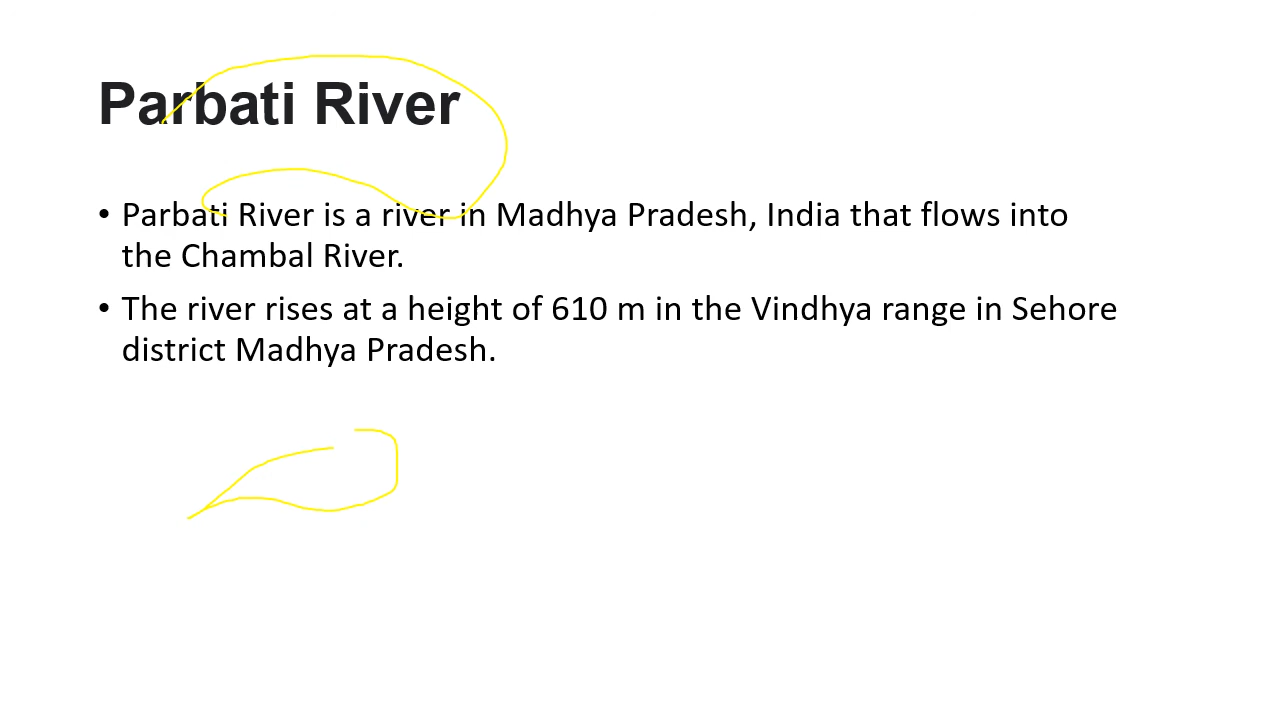 Parbati River
• Parbati River is a river in Madhya Pradesh, India that flows into
the Chambal River.
• The river rises at a height of 610 m in the Vindhya range in Sehore
district Madhya Pradesh.